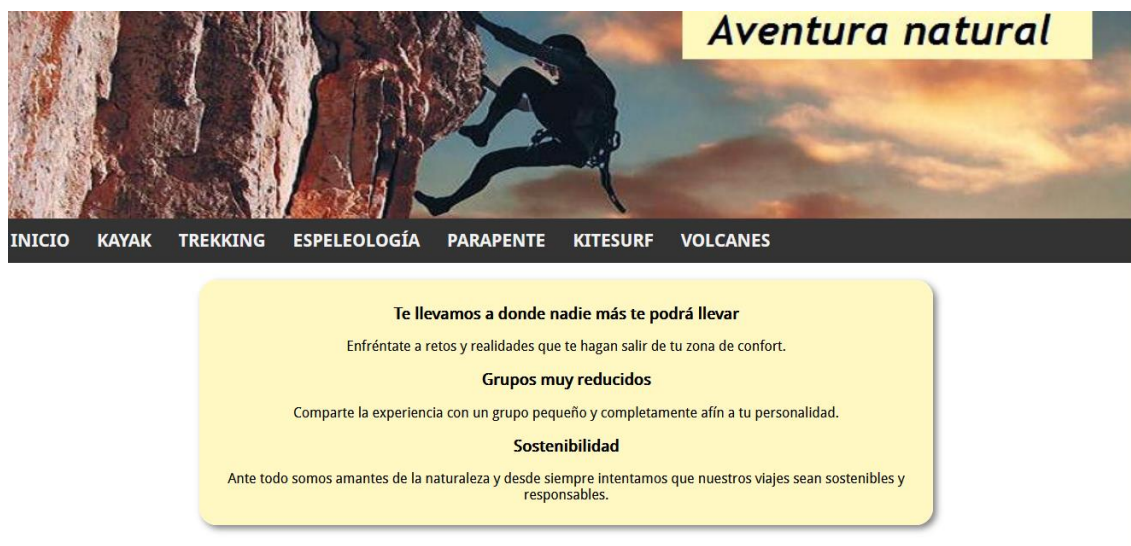 Aventura natural
INICIO KAYAK TREKKING ESPELEOLOGÍA PARAPENTE KITESURF VOLCANES
Te llevamos a donde nadie más te podrá llevar
Enfréntate a retos y realidades que te hagan salir de tu zona de confort.
Grupos muy reducidos
Comparte la experiencia con un grupo pequeño y completamente afín a tu personalidad.
Sostenibilidad
Ante todo somos amantes de la naturaleza y desde siempre intentamos que nuestros viajes sean sostenibles y
responsables.